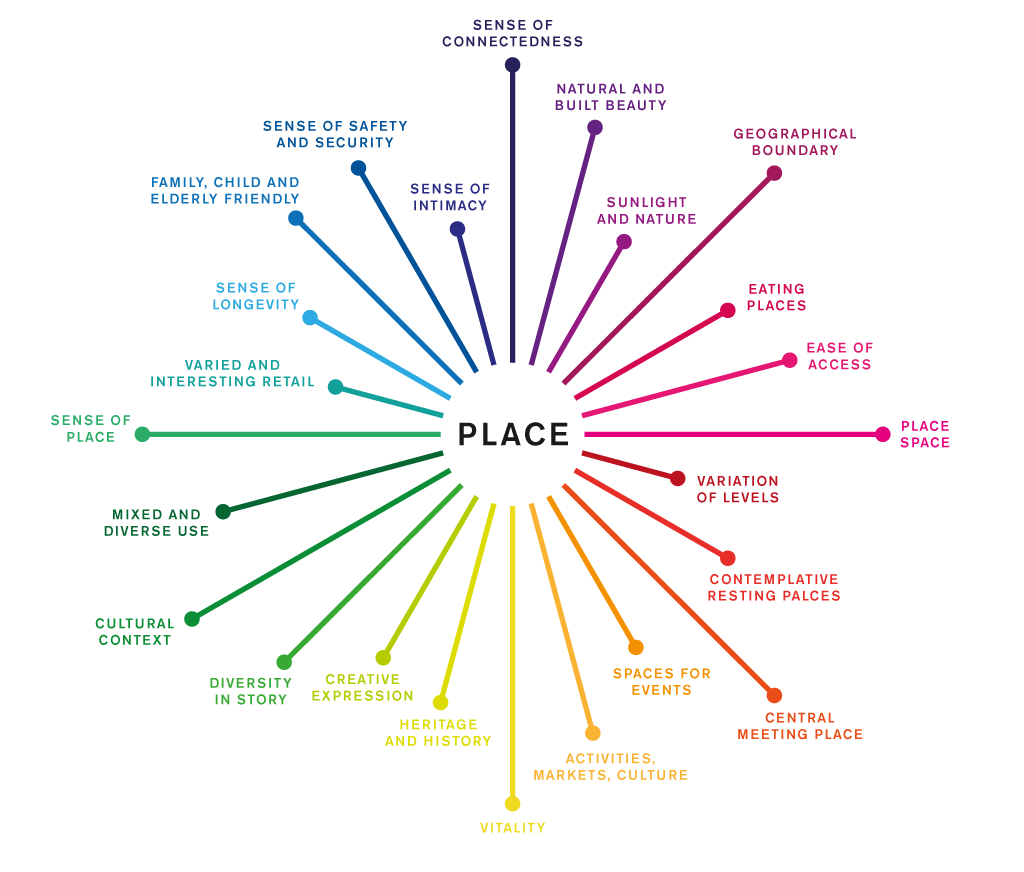 SENSE OF
CONNECTEDNESS
NATURAL AND
BUILT BEAUTY
SENSE OF SAFETY
AND SECURITY
GEOGRAPHICAL
BOUNDARY
FAMILY, CHILD AND
ELDERLY FRIENDLY
SENSE OF
INTIMACY
SUNLIGHT
AND NATURE
SENSE OF
LONGEVITY
EATING
PLACES
EASE OF
ACCESS
VARIED AND
INTERESTING RETAIL
SENSE OF
PLACE
PLACE
PLACE
SPACE
VARIATION
OF LEVELS
MIXED AND
DIVERSE USE
CONTEMPLATIVE
RESTING PALCES
CULTURAL
CONTEXT
DIVERSITY
IN STORY
CREATIVE
EXPRESSION
SPACES FOR
EVENTS
HERITAGE
AND HISTORY
CENTRAL
MEETING PLACE
ACTIVITIES,
MARKETS, CULTURE
VITALITY